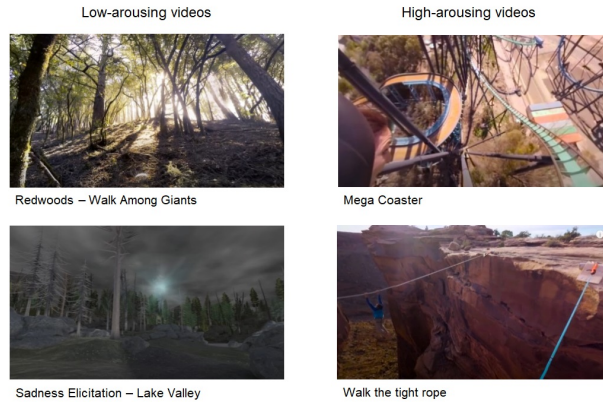 Low-arousing videos
High-arousing videos
Redwoods – Walk Among Giants
Mega Coaster
Sadness Elicitation – Lake Valley
Walk the tight rope